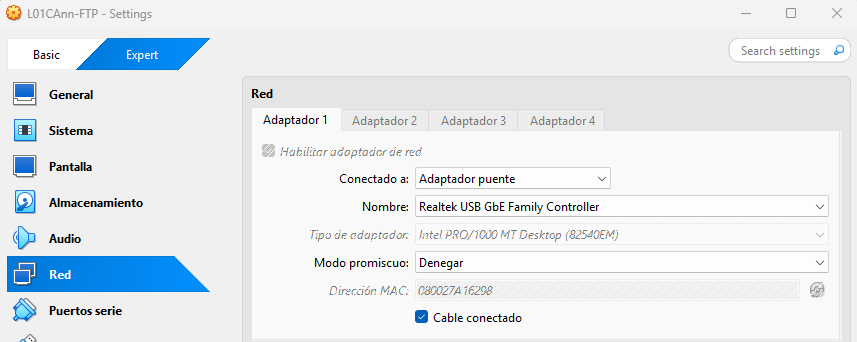 L01CAnn-FTP - Settings
Basic
Expert
Search settings
General
Sistema
Pantalla
Almacenamiento
Audio
Red
Puertos serie
Red
Adaptador 1
Adaptador 2
Adaptador 3
Adaptador 4
Habilitar adaptador de red
Conectado a: Adaptador puente
Nombre: Realtek USB GbE Family Controller
Tipo de adaptador: Intel PRO/1000 MT Desktop (82540EM)
Modo promiscuo: Denegar
Dirección MAC: 080027A16298
Cable conectado